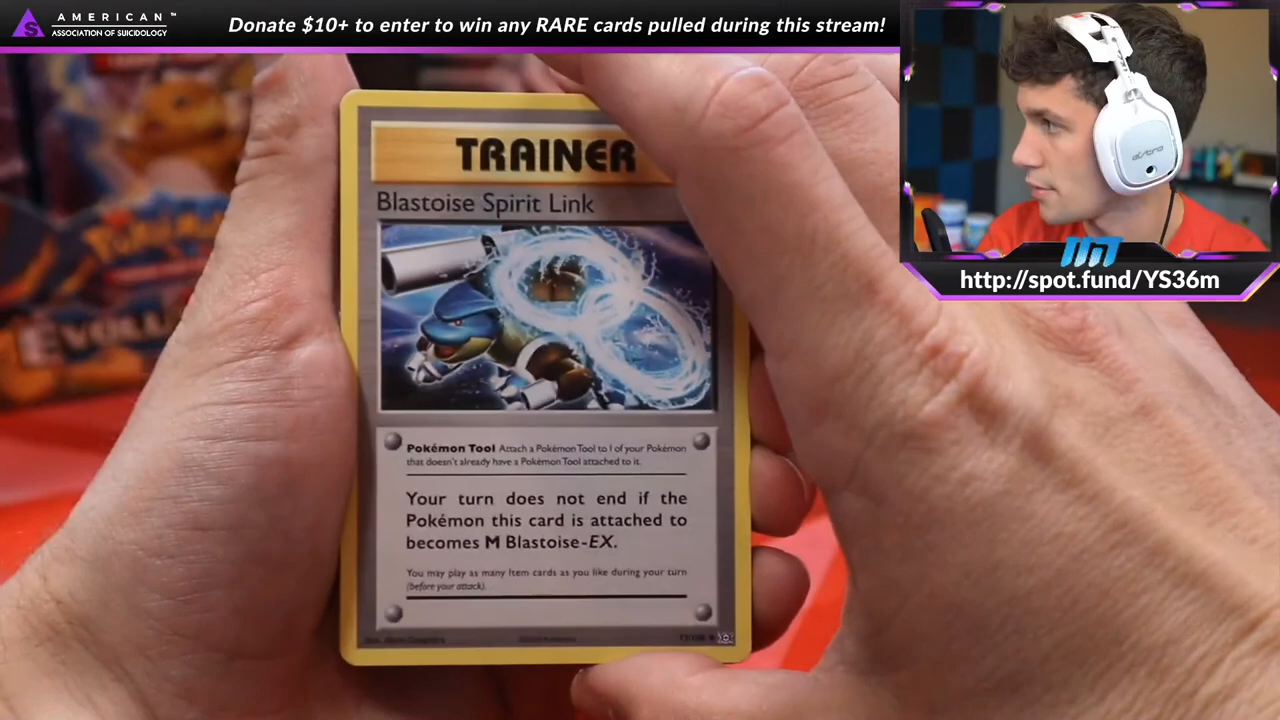 AMERICAN™
ASSOCIATION OF SUICIDOLOGY
Donate $10+ to enter to win any RARE cards pulled during this stream!
astro
http://spot.fund/YS36m
TRAINER
Blastoise Spirit Link
Pokémon Tool Attach a Pokémon Tool to 1 of your Pokémon
that doesn't already have a Pokémon Tool attached to it.
Your turn does not end if the
Pokémon this card is attached to
becomes M Blastoise-EX.
You may play as many Item cards as you like during your turn
(before your attack).